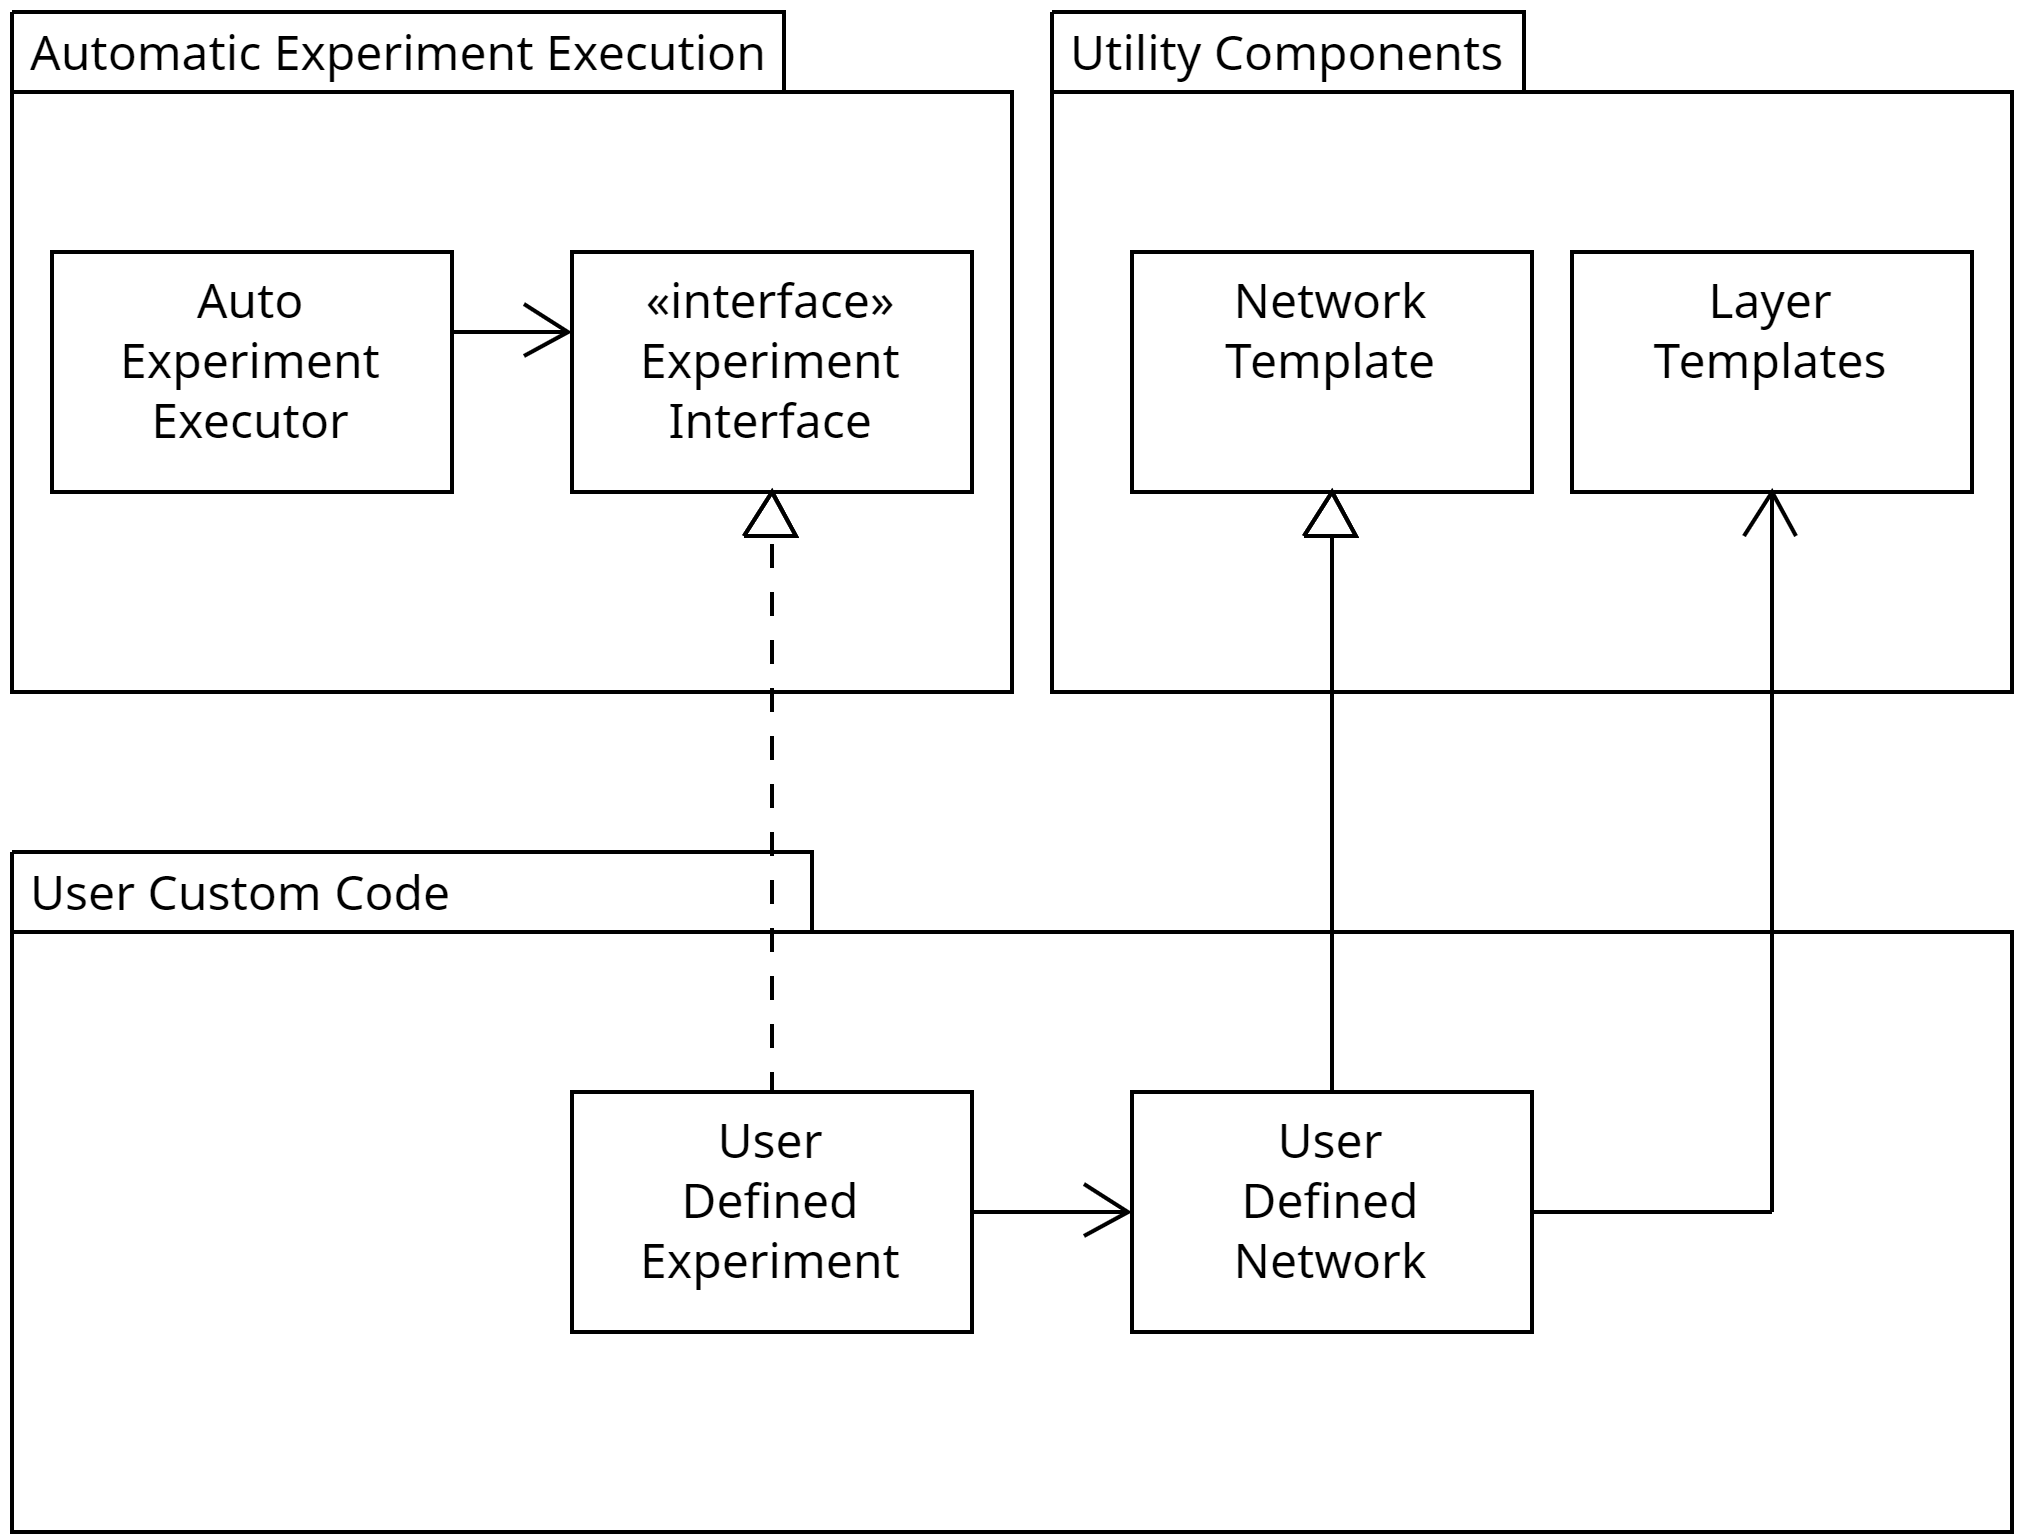 Automatic Experiment Execution
Utility Components
Auto
Experiment
Executor
«interface»
Experiment
Interface
Network
Template
Layer
Templates
User Custom Code
User
Defined
Experiment
User
Defined
Network